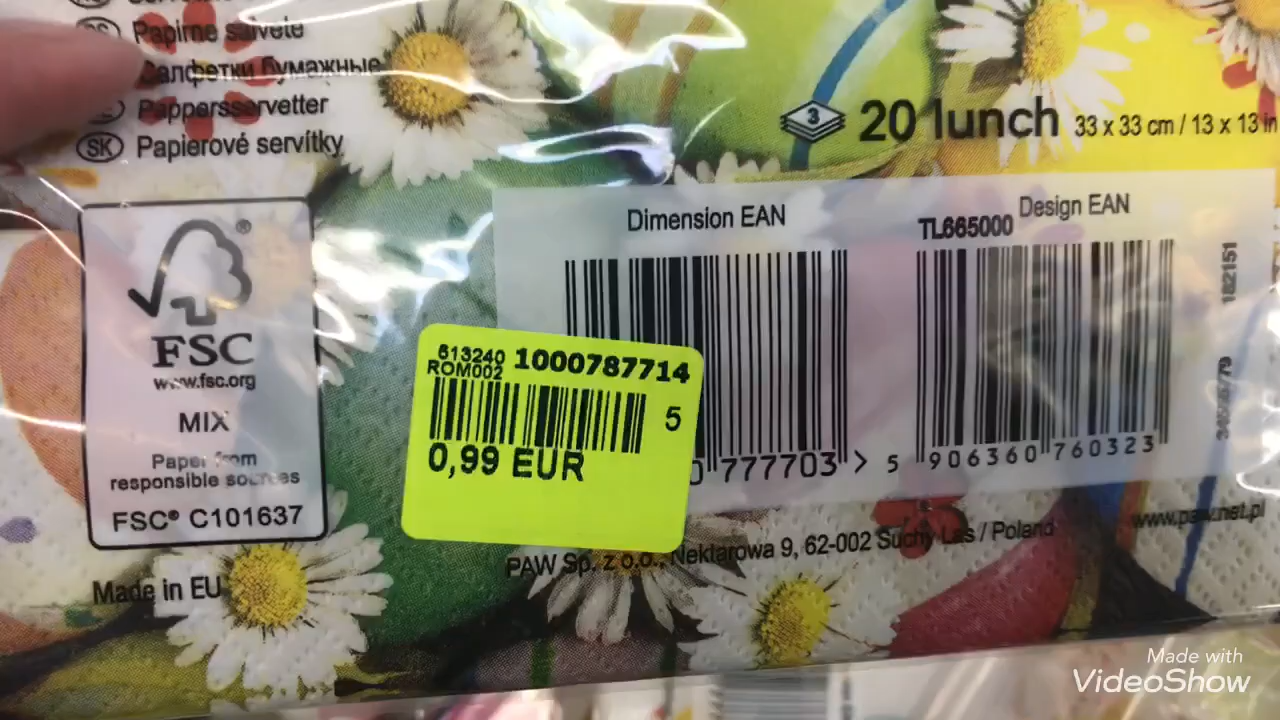 Papirne salvete
Салфетки бумажные
Pappersservetter
SK Papierové servítky
3 20 lunch 33 x 33 cm / 13 x 13 in
FSC®
www.fsc.org
MIX
Paper from
responsible sources
FSC® C101637
Made in EU
Dimension EAN
TL665000 Design EAN
613240
ROM002 1000787714
5
0,99 EUR
0 777703 >
5 906360 760323
182151
PAW Sp. z o.o., Nektarowa 9, 62-002 Suchy Las / Poland
www.paw.net.pl
Made with
VideoShow